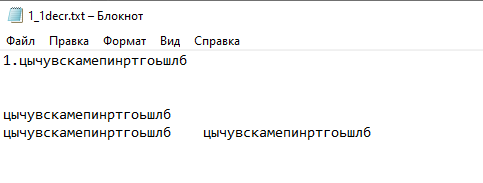 1_1decr.txt – Блокнот
Файл Правка Формат Вид Справка
1.цычувскамепинртгоьшлб
цычувскамепинртгоьшлб
цычувскамепинртгоьшлб    цычувскамепинртгоьшлб